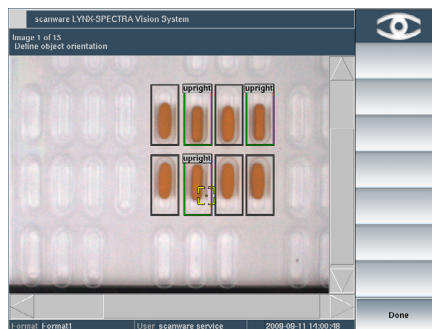 scanware LYNX-SPECTRA Vision System
Image 1 of 15
Define object orientation
upright
upright
upright
Done
Format Format1
User scanware service
2009-09-11 14:00:48